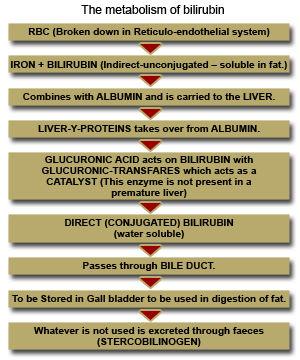 The metabolism of bilirubin
RBC (Broken down in Reticulo-endothelial system)
IRON + BILIRUBIN (Indirect-unconjugated – soluble in fat.)
Combines with ALBUMIN and is carried to the LIVER.
LIVER-Y-PROTEINS takes over from ALBUMIN.
GLUCURONIC ACID acts on BILIRUBIN with
GLUCURONIC-TRANSFARES which acts as a
CATALYST (This enzyme is not present in a
premature liver)
DIRECT (CONJUGATED) BILIRUBIN
(water soluble)
Passes through BILE DUCT.
To be Stored in Gall bladder to be used in digestion of fat.
Whatever is not used is excreted through faeces
(STERCOBILINOGEN)